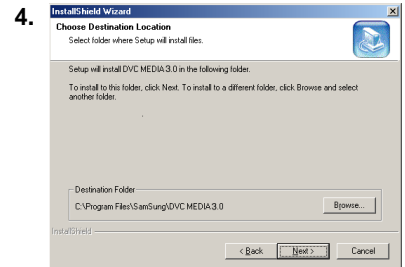 4.
InstallShield Wizard
Choose Destination Location
Select folder where Setup will install files.
Setup will install DVC MEDIA 3.0 in the following folder.
To install to this folder, click Next. To install to a different folder, click Browse and select
another folder.
Destination Folder
C:\Program Files\SamSung\DVC MEDIA 3.0
Browse...
InstallShield
< Back
Next >
Cancel